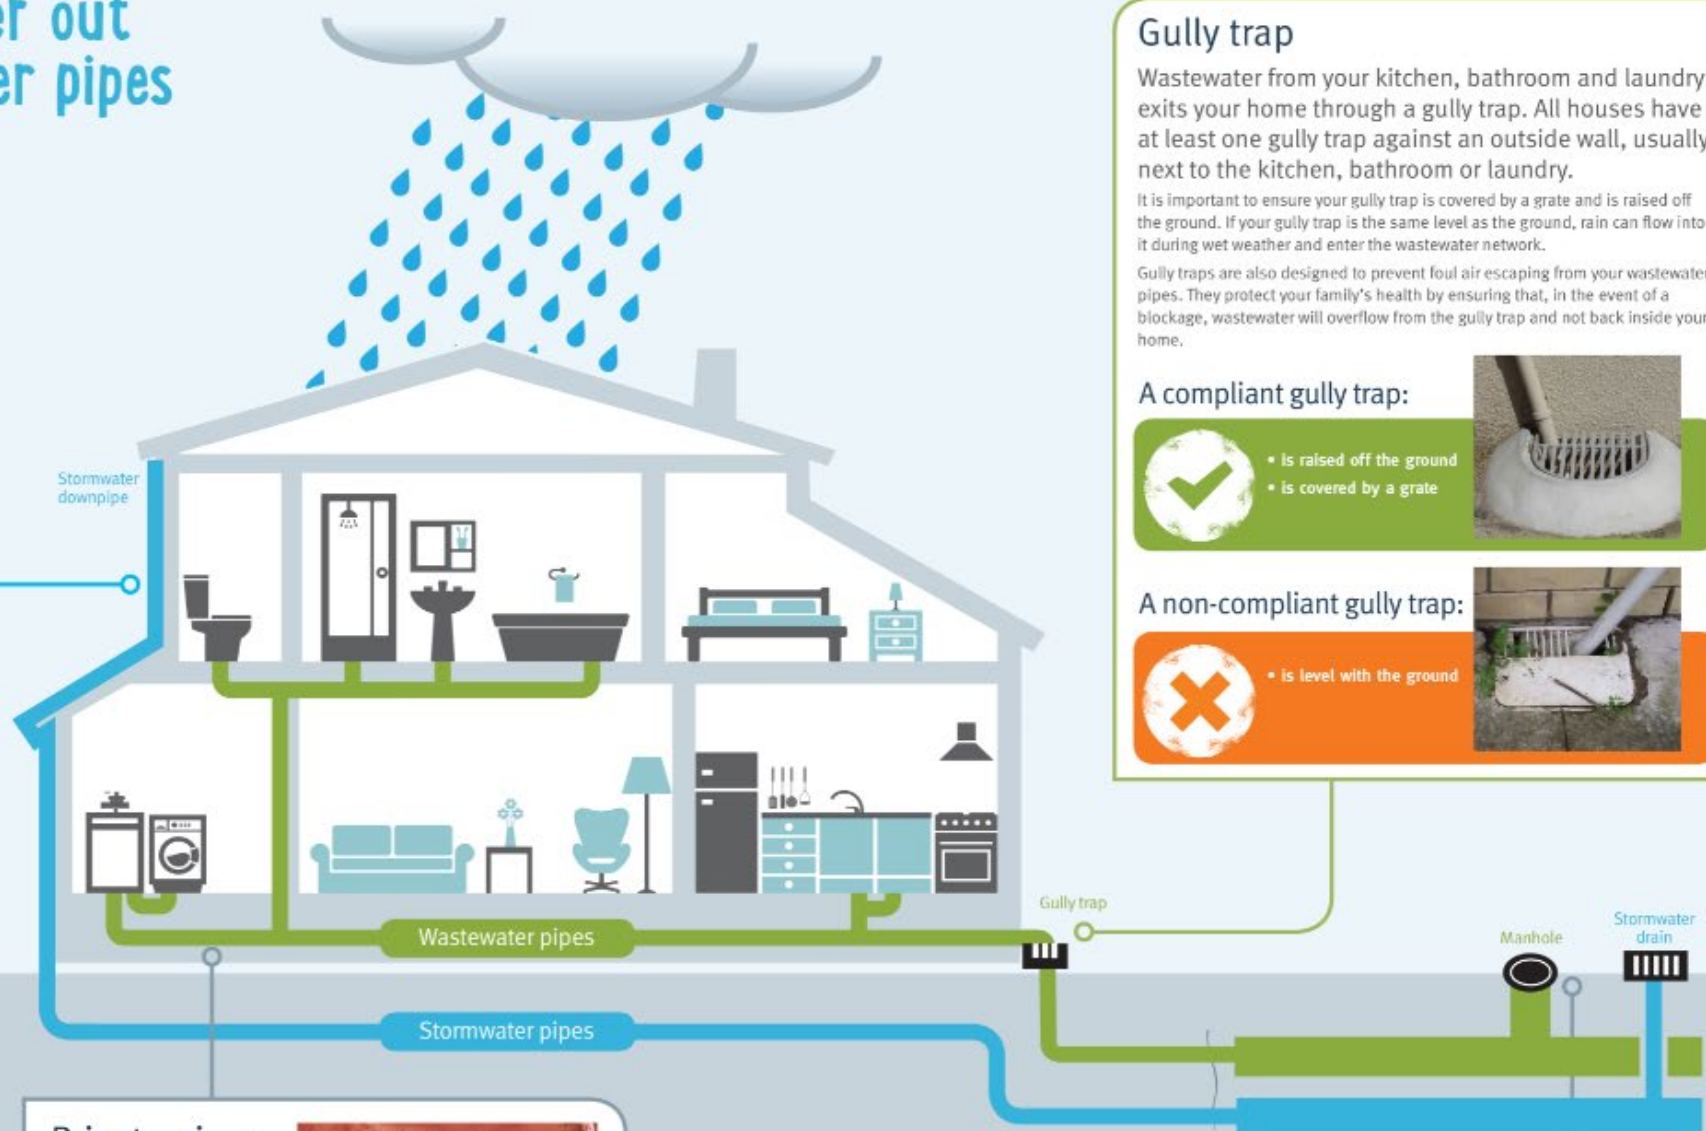 out
pipes
Gully trap
Wastewater from your kitchen, bathroom and laundry
exits your home through a gully trap. All houses have
at least one gully trap against an outside wall, usually
next to the kitchen, bathroom or laundry.
It is important to ensure your gully trap is covered by a grate and is raised off
the ground. If your gully trap is the same level as the ground, rain can flow into
it during wet weather and enter the wastewater network.
Gully traps are also designed to prevent foul air escaping from your wastewater
pipes. They protect your family's health by ensuring that, in the event of a
blockage, wastewater will overflow from the gully trap and not back inside your
home.
A compliant gully trap:
• is raised off the ground
• is covered by a grate
A non-compliant gully trap:
• is level with the ground
Stormwater
downpipe
Gully trap
Wastewater pipes
Manhole
Stormwater
drain
Stormwater pipes